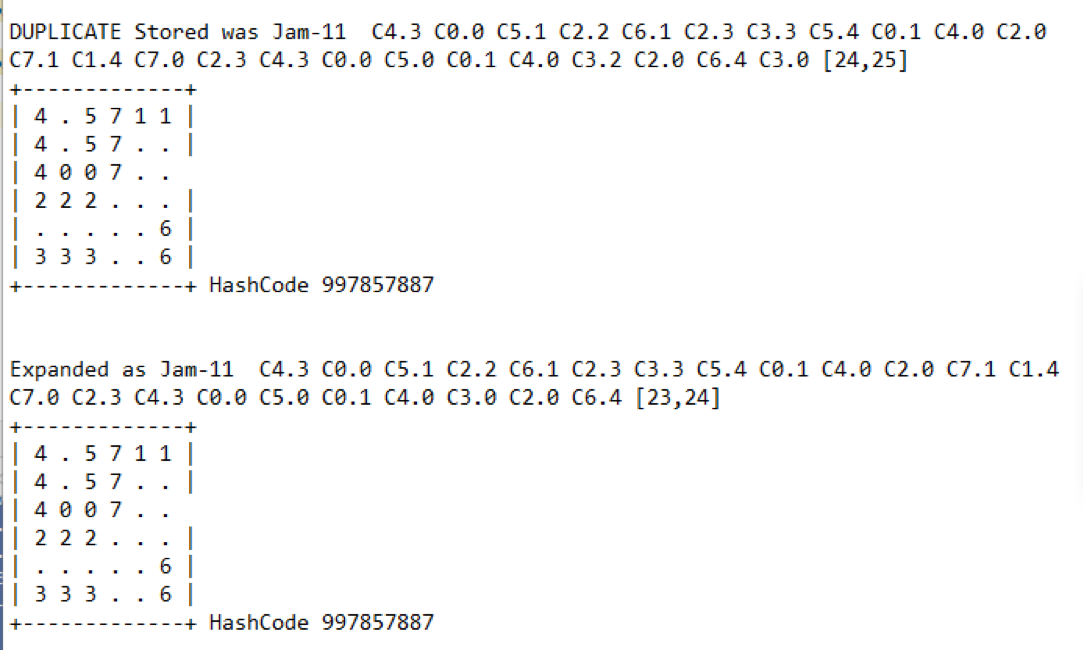 DUPLICATE Stored was Jam-11  C4.3 C0.0 C5.1 C2.2 C6.1 C2.3 C3.3 C5.4 C0.1 C4.0 C2.0
C7.1 C1.4 C7.0 C2.3 C4.3 C0.0 C5.0 C0.1 C4.0 C3.2 C2.0 C6.4 C3.0 [24,25]
+-------------+
| 4 . 5 7 1 1 |
| 4 . 5 7 . . |
| 4 0 0 7 . .
| 2 2 2 . . . |
| . . . . . 6 |
| 3 3 3 . . 6 |
+-------------+ HashCode 997857887
Expanded as Jam-11  C4.3 C0.0 C5.1 C2.2 C6.1 C2.3 C3.3 C5.4 C0.1 C4.0 C2.0 C7.1 C1.4
C7.0 C2.3 C4.3 C0.0 C5.0 C0.1 C4.0 C3.0 C2.0 C6.4 [23,24]
+-------------+
| 4 . 5 7 1 1 |
| 4 . 5 7 . . |
| 4 0 0 7 . .
| 2 2 2 . . . |
| . . . . . 6 |
| 3 3 3 . . 6 |
+-------------+ HashCode 997857887